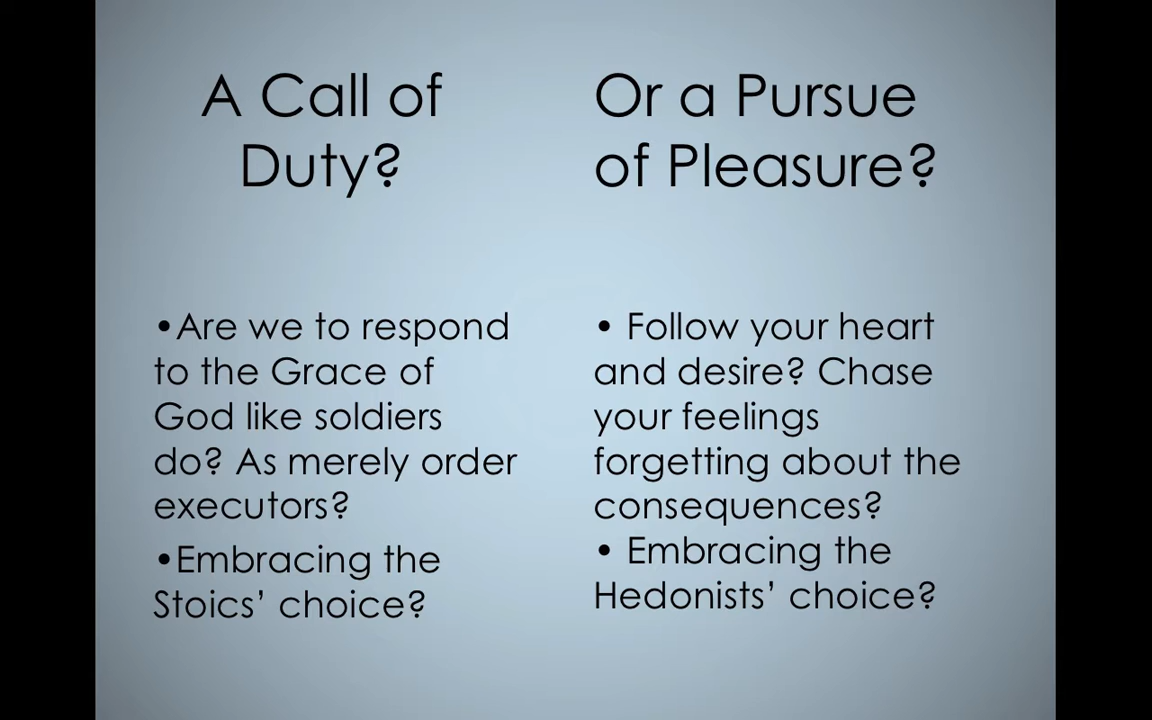 A Call of
Duty?
Or a Pursue
of Pleasure?
•Are we to respond
to the Grace of
God like soldiers
do? As merely order
executors?
•Embracing the
Stoics’ choice?
• Follow your heart
and desire? Chase
your feelings
forgetting about the
consequences?
• Embracing the
Hedonists’ choice?